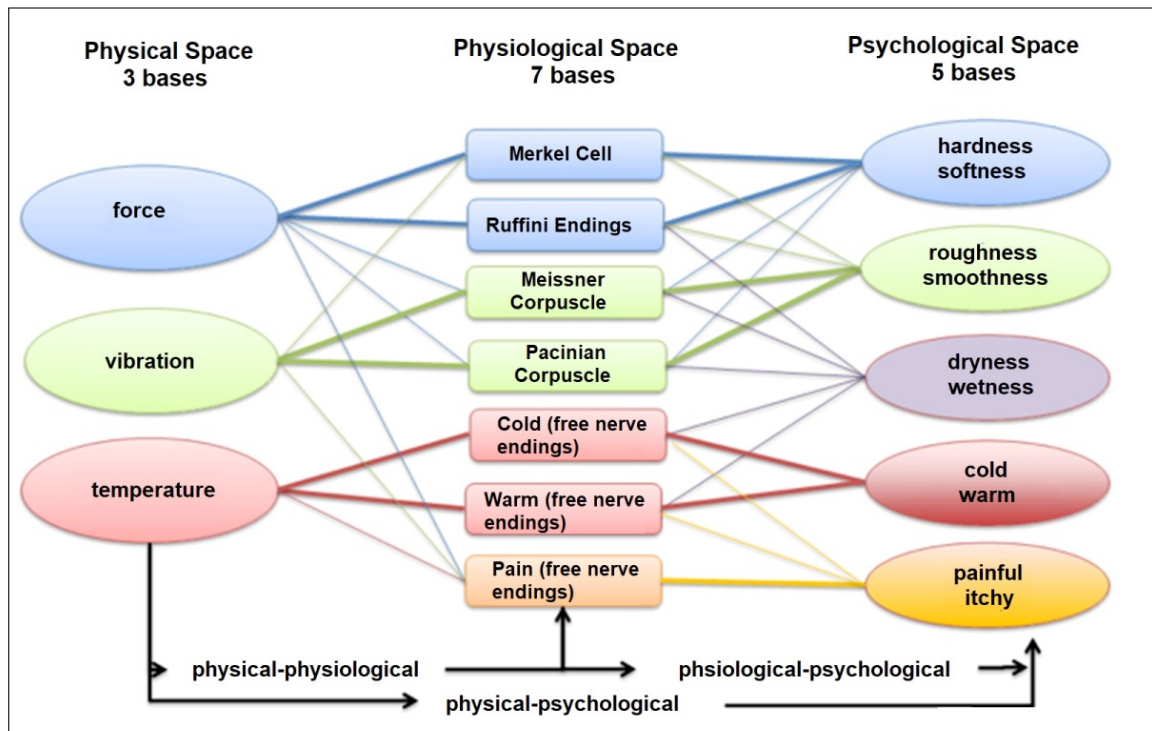 Physical Space
3 bases
Physiological Space
7 bases
Psychological Space
5 bases
force
vibration
temperature
Merkel Cell
Ruffini Endings
Meissner
Corpuscle
Pacinian
Corpuscle
Cold (free nerve
endings)
Warm (free nerve
endings)
Pain (free nerve
endings)
hardness
softness
roughness
smoothness
dryness
wetness
cold
warm
painful
itchy
physical-physiological
phsiological-psychological
physical-psychological